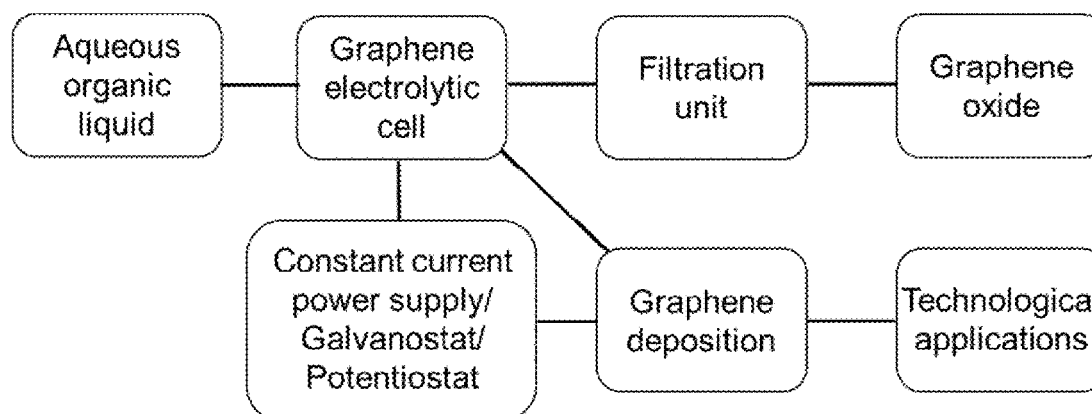 Aqueous
organic
liquid
Graphene
electrolytic
cell
Filtration
unit
Graphene
oxide
Constant current
power supply/
Galvanostat/
Potentiostat
Graphene
deposition
Technological
applications